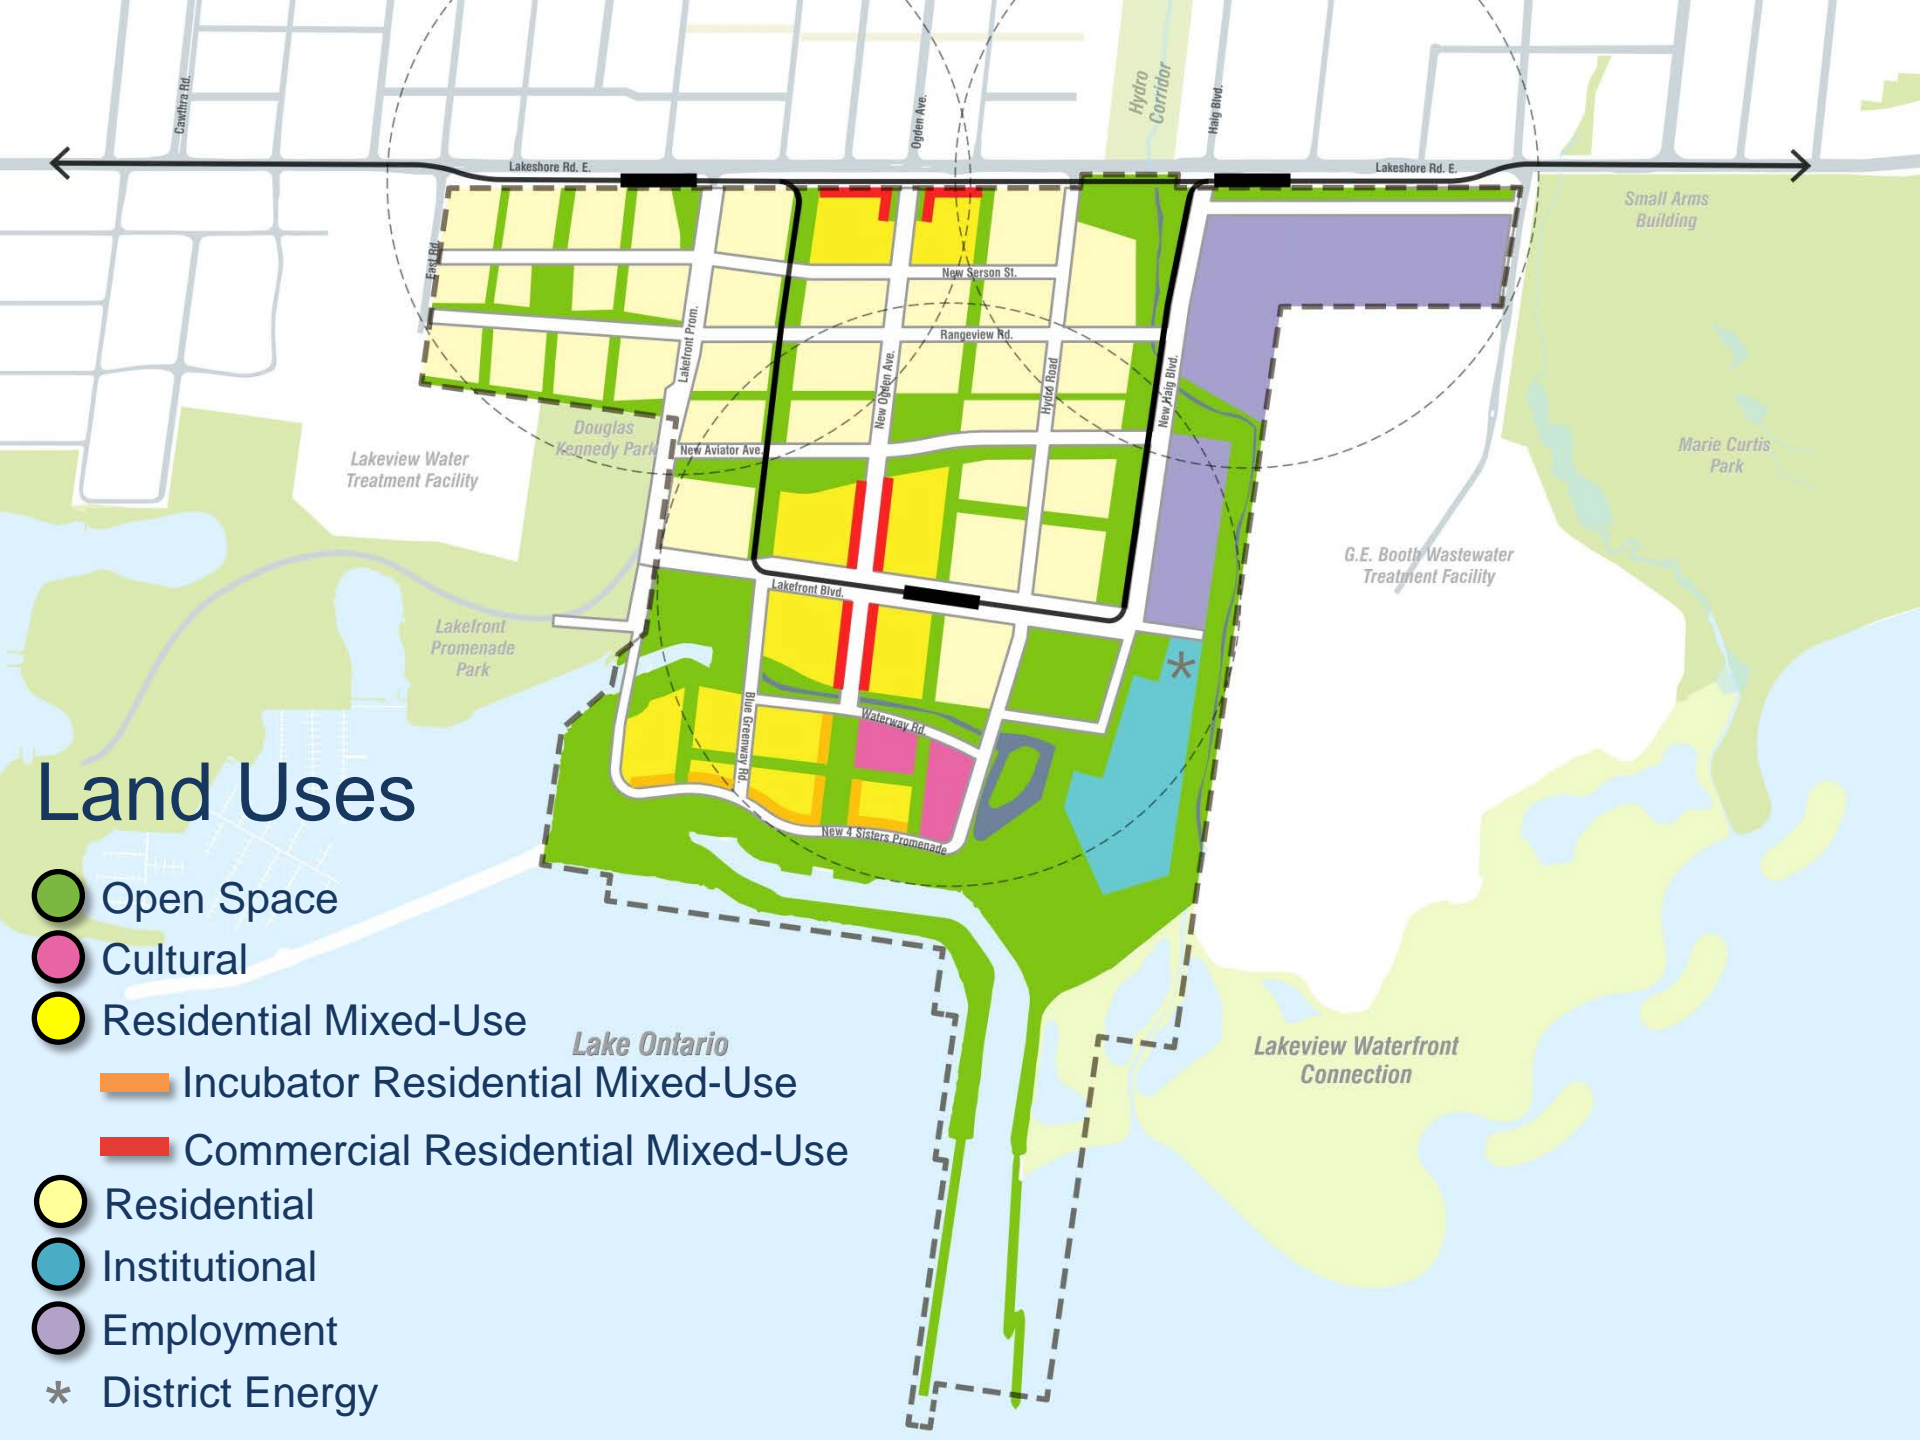 Cawthra Rd.
Ogden Ave.
Hydro
Corridor
Haig Blvd.
Lakeshore Rd. E.
Lakeshore Rd. E.
Small Arms
Building
East Rd.
New Serson St.
Lakefront Prom.
Rangeview Rd.
New Ogden Ave.
Hydro Road
New Haig Blvd.
Douglas
Kennedy Park
New Aviator Ave.
Lakeview Water
Treatment Facility
Marie Curtis
Park
G.E. Booth Wastewater
Treatment Facility
Lakefront Blvd.
Lakefront
Promenade
Park
*
Blue Greenway Rd.
Waterway Rd.
New 4 Sisters Promenade
Land Uses
Open Space
Cultural
Residential Mixed-Use
Incubator Residential Mixed-Use
Commercial Residential Mixed-Use
Residential
Institutional
Employment
* District Energy
Lake Ontario
Lakeview Waterfront
Connection